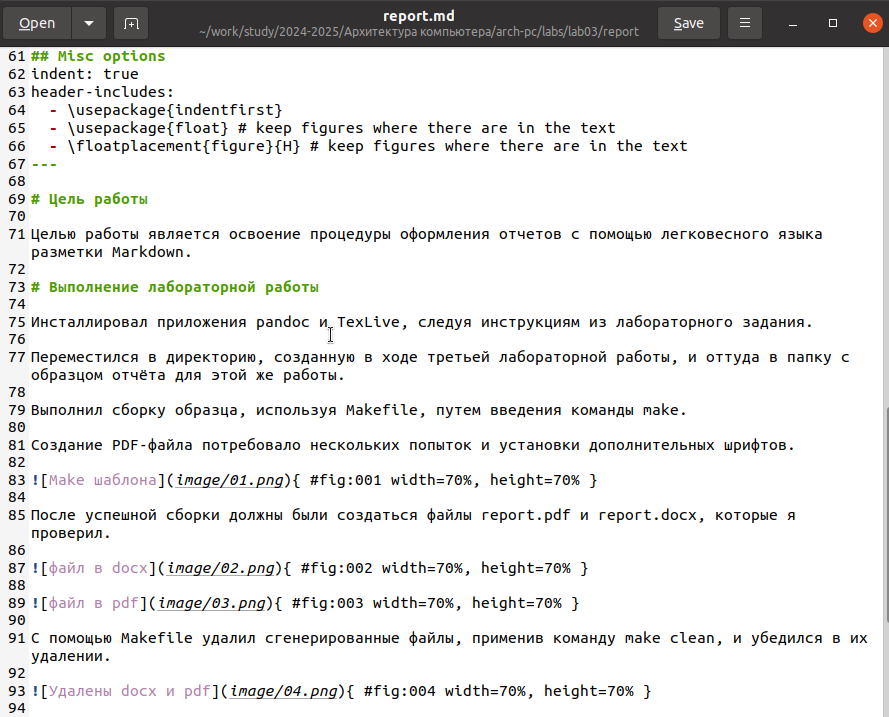 Open
report.md
~/work/study/2024-2025/Архитектура компьютера/arch-pc/labs/lab03/report
Save
61 ## Misc options
62 indent: true
63 header-includes:
64   - \usepackage{indentfirst}
65   - \usepackage{float} # keep figures where there are in the text
66   - \floatplacement{figure}{H} # keep figures where there are in the text
67 ---
68
69 # Цель работы
70
71 Целью работы является освоение процедуры оформления отчетов с помощью легковесного языка
разметки Markdown.
72
73 # Выполнение лабораторной работы
74
75 Инсталлировал приложения pandoc и TexLive, следуя инструкциям из лабораторного задания.
76
77 Переместился в директорию, созданную в ходе третьей лабораторной работы, и оттуда в папку с
образцом отчёта для этой же работы.
78
79 Выполнил сборку образца, используя Makefile, путем введения команды make.
80
81 Создание PDF-файла потребовало нескольких попыток и установки дополнительных шрифтов.
82
83 ![Make шаблона](image/01.png){ #fig:001 width=70%, height=70% }
84
85 После успешной сборки должны были создаться файлы report.pdf и report.docx, которые я
проверил.
86
87 ![файл в docx](image/02.png){ #fig:002 width=70%, height=70% }
88
89 ![файл в pdf](image/03.png){ #fig:003 width=70%, height=70% }
90
91 С помощью Makefile удалил сгенерированные файлы, применив команду make clean, и убедился в их
удалении.
92
93 ![Удалены docx и pdf](image/04.png){ #fig:004 width=70%, height=70% }
94